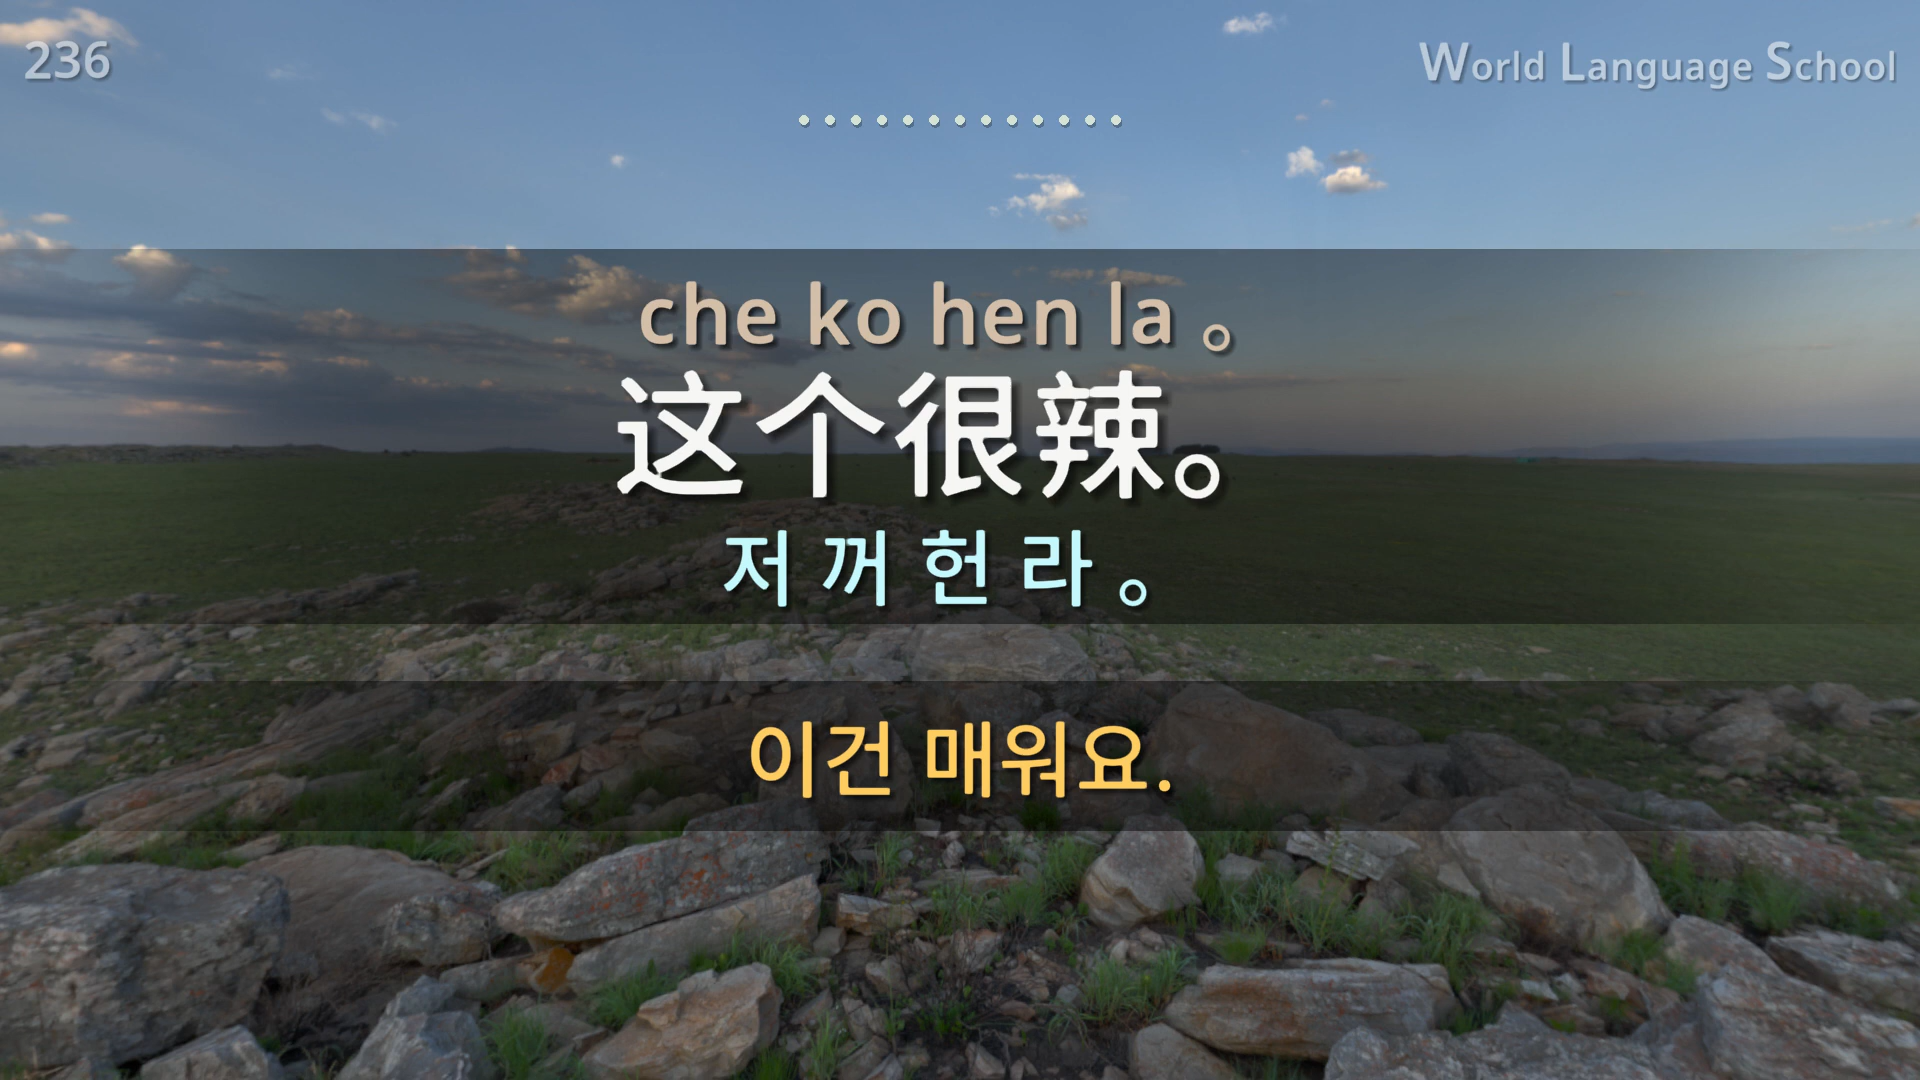 236
World Language School
• • • • • • • • • • • • •
che ko hen la 。
这个很辣。
저 꺼 헌 라 。
이건 매워요.